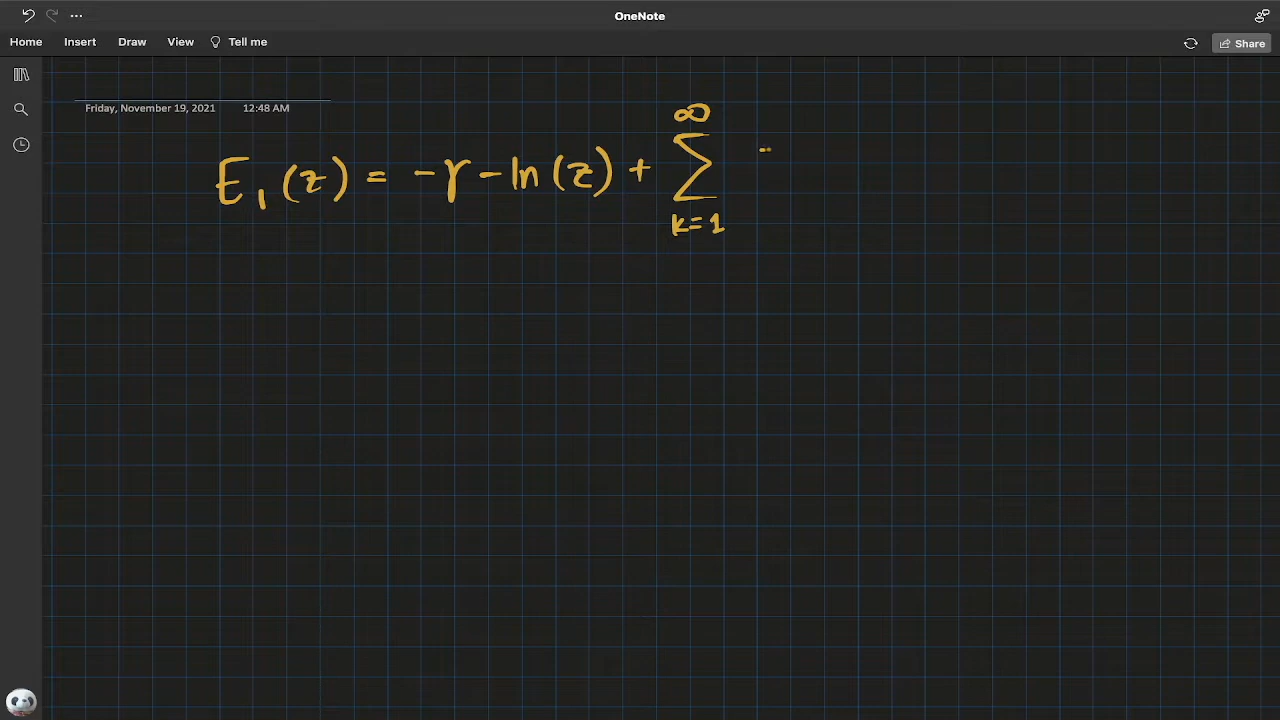 OneNote
Home Insert Draw View Tell me Share
Friday, November 19, 2021 12:48 AM
∞
E₁(z) = -γ - ln(z) + ∑ -
k=1